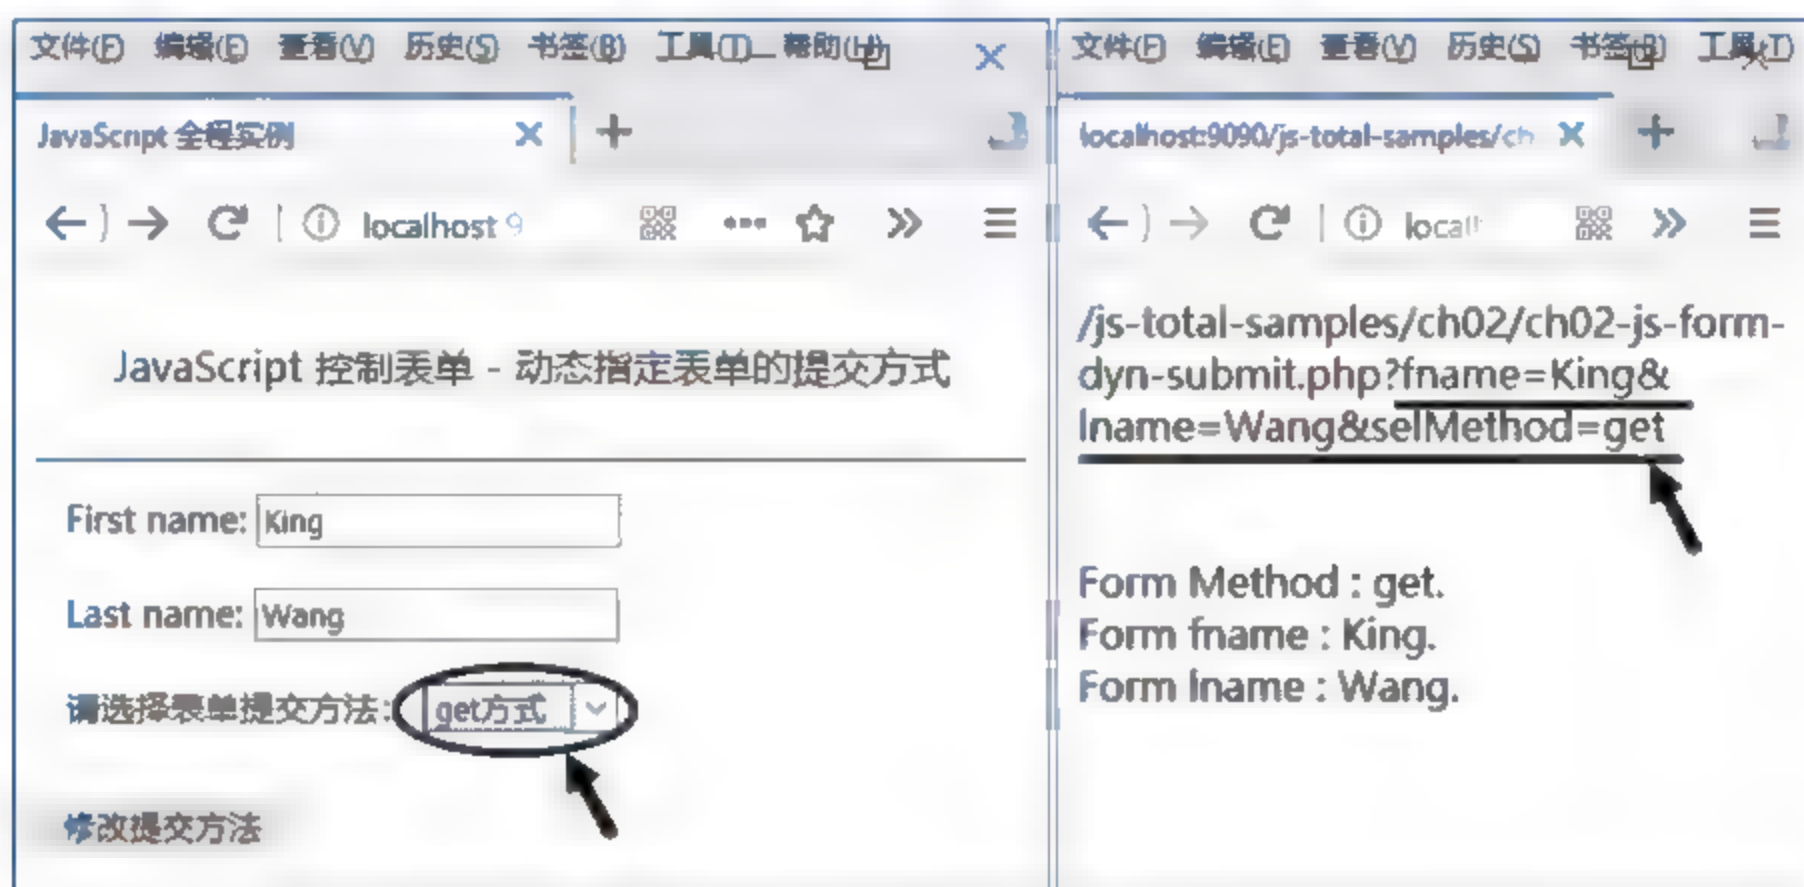 文件(F) 编辑(E) 查看(V) 历史(S) 书签(B) 工具(T) 帮助(H)
JavaScript 全程实例
localhost:9
JavaScript 控制表单 - 动态指定表单的提交方式
First name: King
Last name: Wang
请选择表单提交方法: get方式
修改提交方法
文件(F) 编辑(E) 查看(V) 历史(S) 书签(B) 工具(T)
localhost:9090/js-total-samples/ch
local
/js-total-samples/ch02/ch02-js-form-
dyn-submit.php?fname=King&
lname=Wang&selMethod=get
Form Method : get.
Form fname : King.
Form lname : Wang.